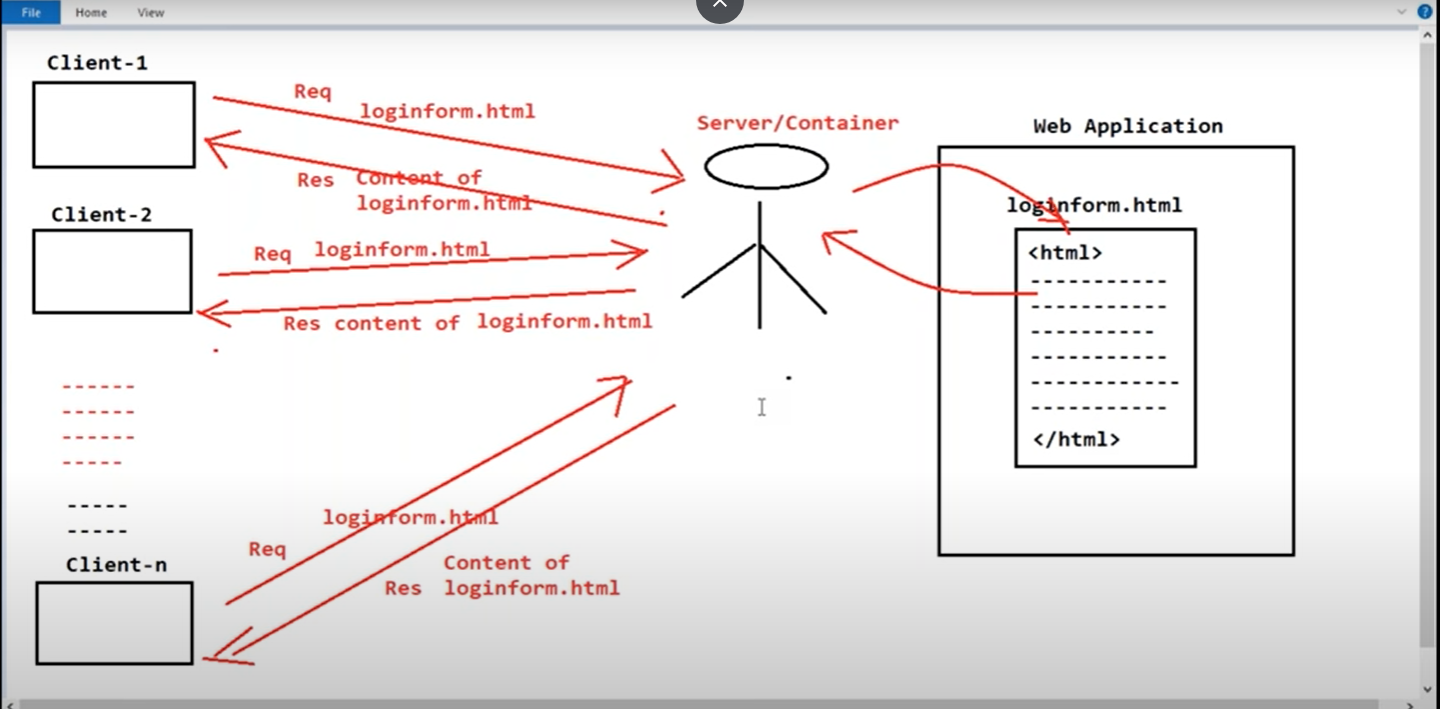 File Home View
Client-1
Req
loginform.html
Res Content of
loginform.html
Client-2
Req loginform.html
Res content of loginform.html
------
------
------
-----
-----
-----
Client-n
loginform.html
Req
Content of
Res loginform.html
Server/Container
Web Application
loginform.html
<html>
-----------
-----------
----------
-----------
------------
-----------
</html>